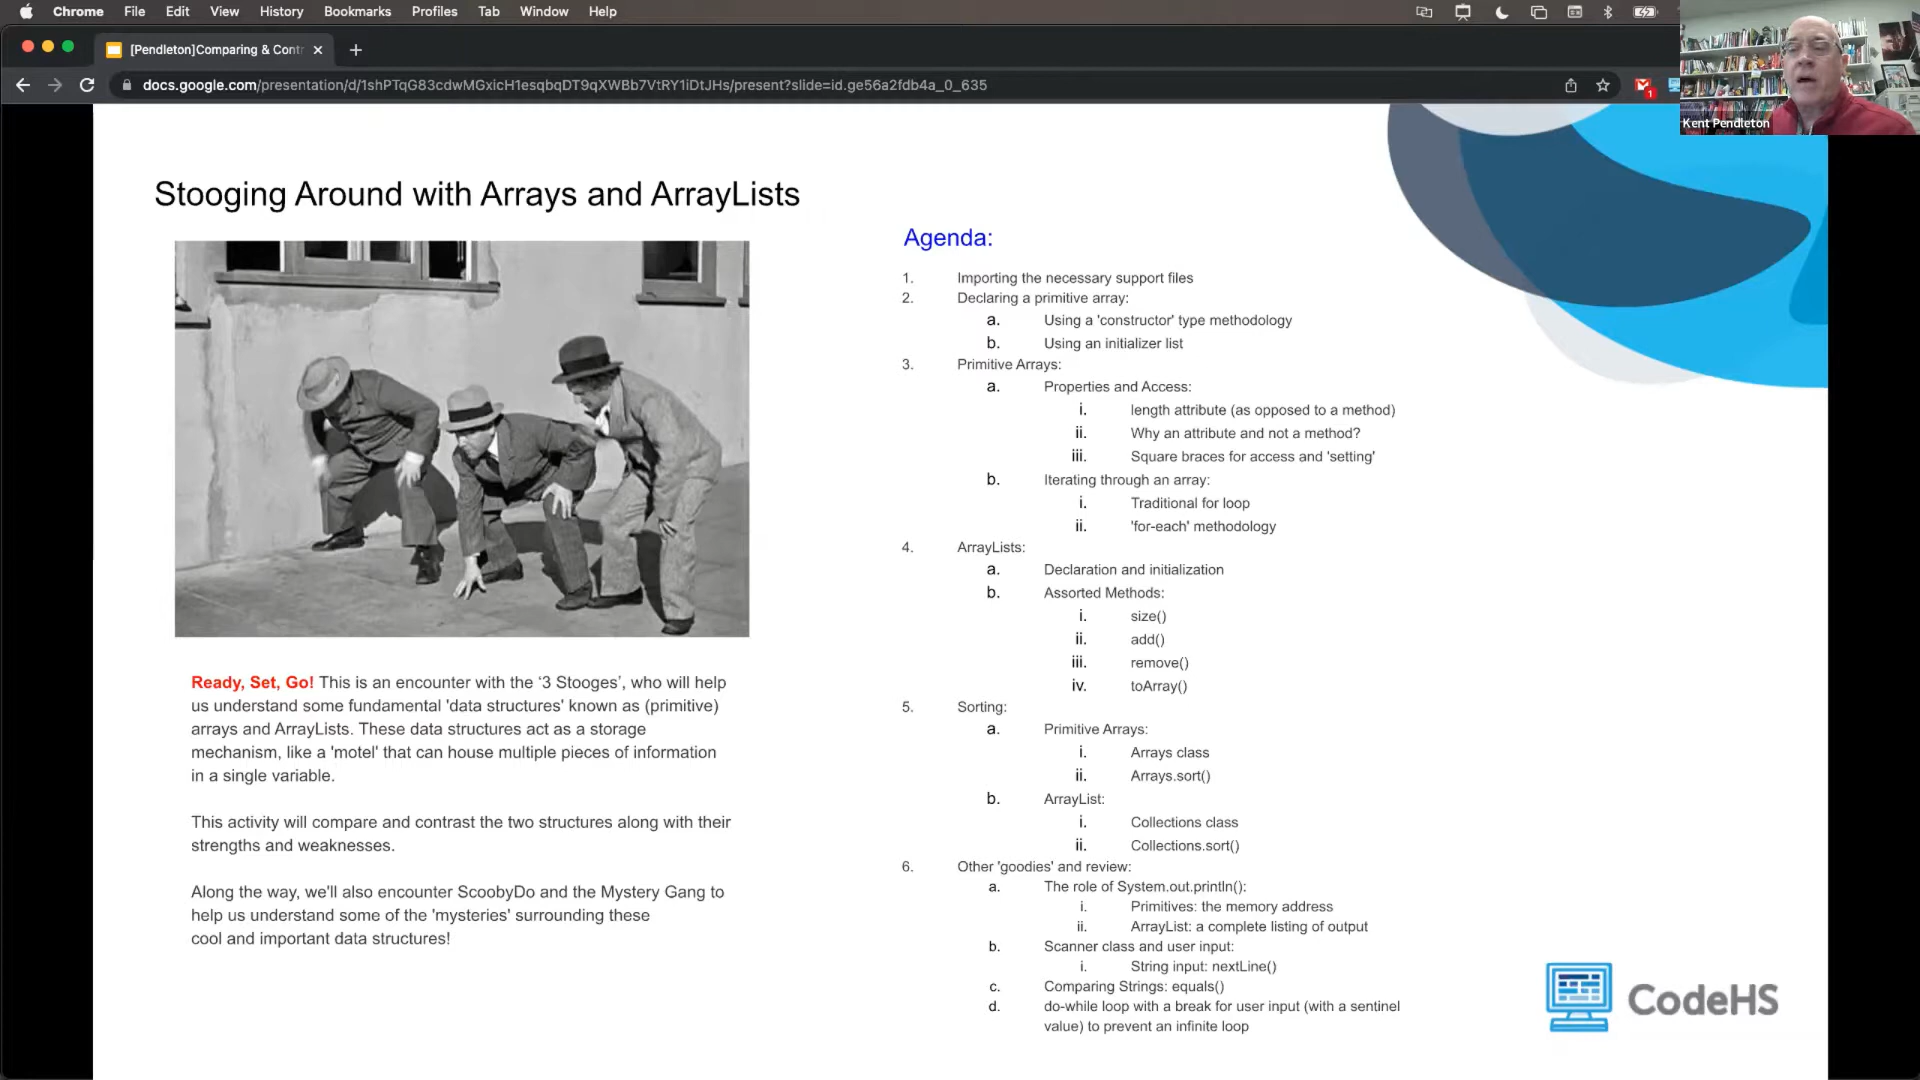 Chrome File Edit View History Bookmarks Profiles Tab Window Help
[Pendleton]Comparing & Contr
docs.google.com/presentation/d/1shPTqG83cdwMGxicH1esqbqDT9qXWBb7VtRY1iDtJHs/present?slide=id.ge56a2fdb4a_0_635
1
Kent Pendleton
Stooging Around with Arrays and ArrayLists
Ready, Set, Go! This is an encounter with the ‘3 Stooges’, who will help
us understand some fundamental 'data structures' known as (primitive)
arrays and ArrayLists. These data structures act as a storage
mechanism, like a 'motel' that can house multiple pieces of information
in a single variable.
This activity will compare and contrast the two structures along with their
strengths and weaknesses.
Along the way, we'll also encounter ScoobyDo and the Mystery Gang to
help us understand some of the 'mysteries' surrounding these
cool and important data structures!
Agenda:
1. Importing the necessary support files
2. Declaring a primitive array:
a. Using a 'constructor' type methodology
b. Using an initializer list
3. Primitive Arrays:
a. Properties and Access:
i. length attribute (as opposed to a method)
ii. Why an attribute and not a method?
iii. Square braces for access and 'setting'
b. Iterating through an array:
i. Traditional for loop
ii. 'for-each' methodology
4. ArrayLists:
a. Declaration and initialization
b. Assorted Methods:
i. size()
ii. add()
iii. remove()
iv. toArray()
5. Sorting:
a. Primitive Arrays:
i. Arrays class
ii. Arrays.sort()
b. ArrayList:
i. Collections class
ii. Collections.sort()
6. Other 'goodies' and review:
a. The role of System.out.println():
i. Primitives: the memory address
ii. ArrayList: a complete listing of output
b. Scanner class and user input:
i. String input: nextLine()
c. Comparing Strings: equals()
d. do-while loop with a break for user input (with a sentinel
value) to prevent an infinite loop
CodeHS